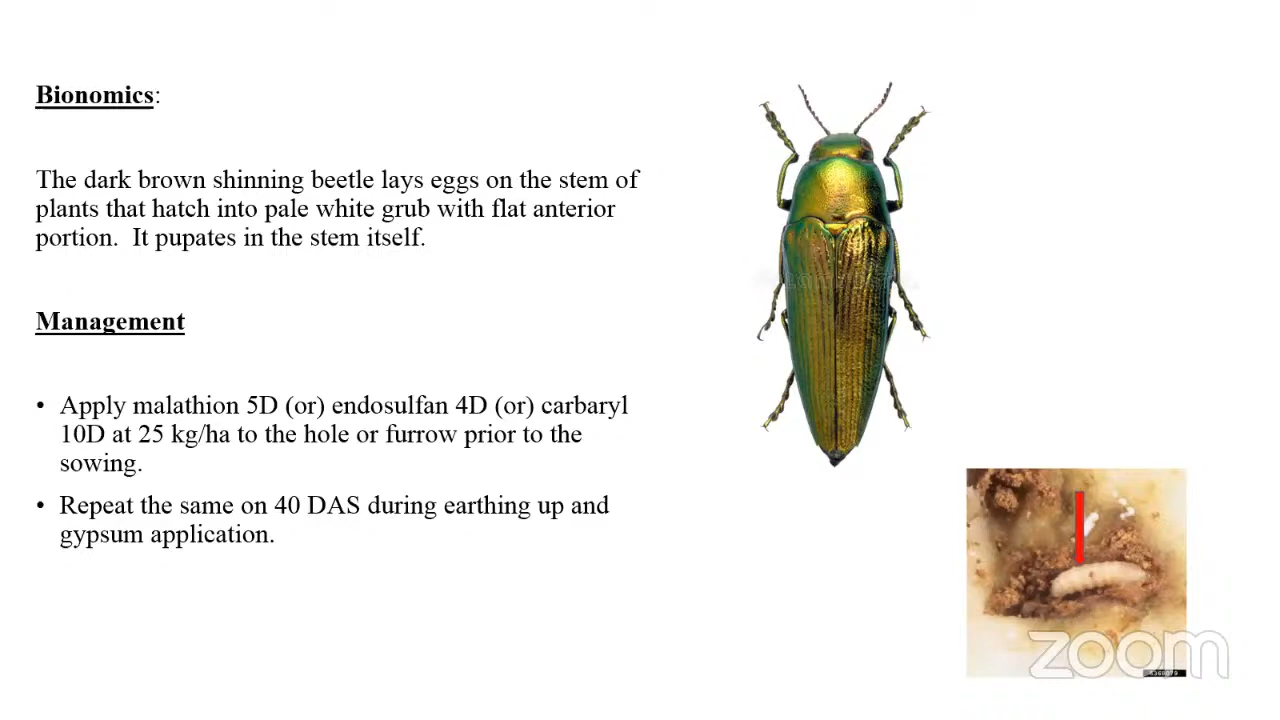 Bionomics:
The dark brown shinning beetle lays eggs on the stem of
plants that hatch into pale white grub with flat anterior
portion.  It pupates in the stem itself.
Management
• Apply malathion 5D (or) endosulfan 4D (or) carbaryl
10D at 25 kg/ha to the hole or furrow prior to the
sowing.
• Repeat the same on 40 DAS during earthing up and
gypsum application.
zoom